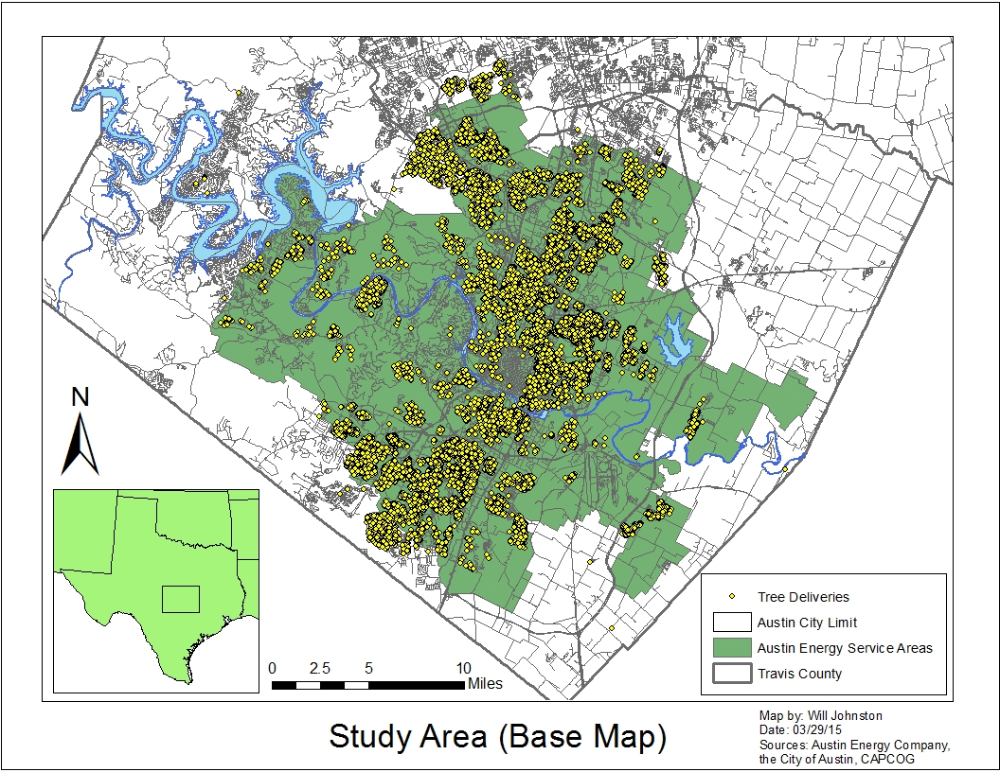 N
0 2.5 5 10
Miles
Tree Deliveries
Austin City Limit
Austin Energy Service Areas
Travis County
Study Area (Base Map)
Map by: Will Johnston
Date: 03/29/15
Sources: Austin Energy Company,
the City of Austin, CAPCOG